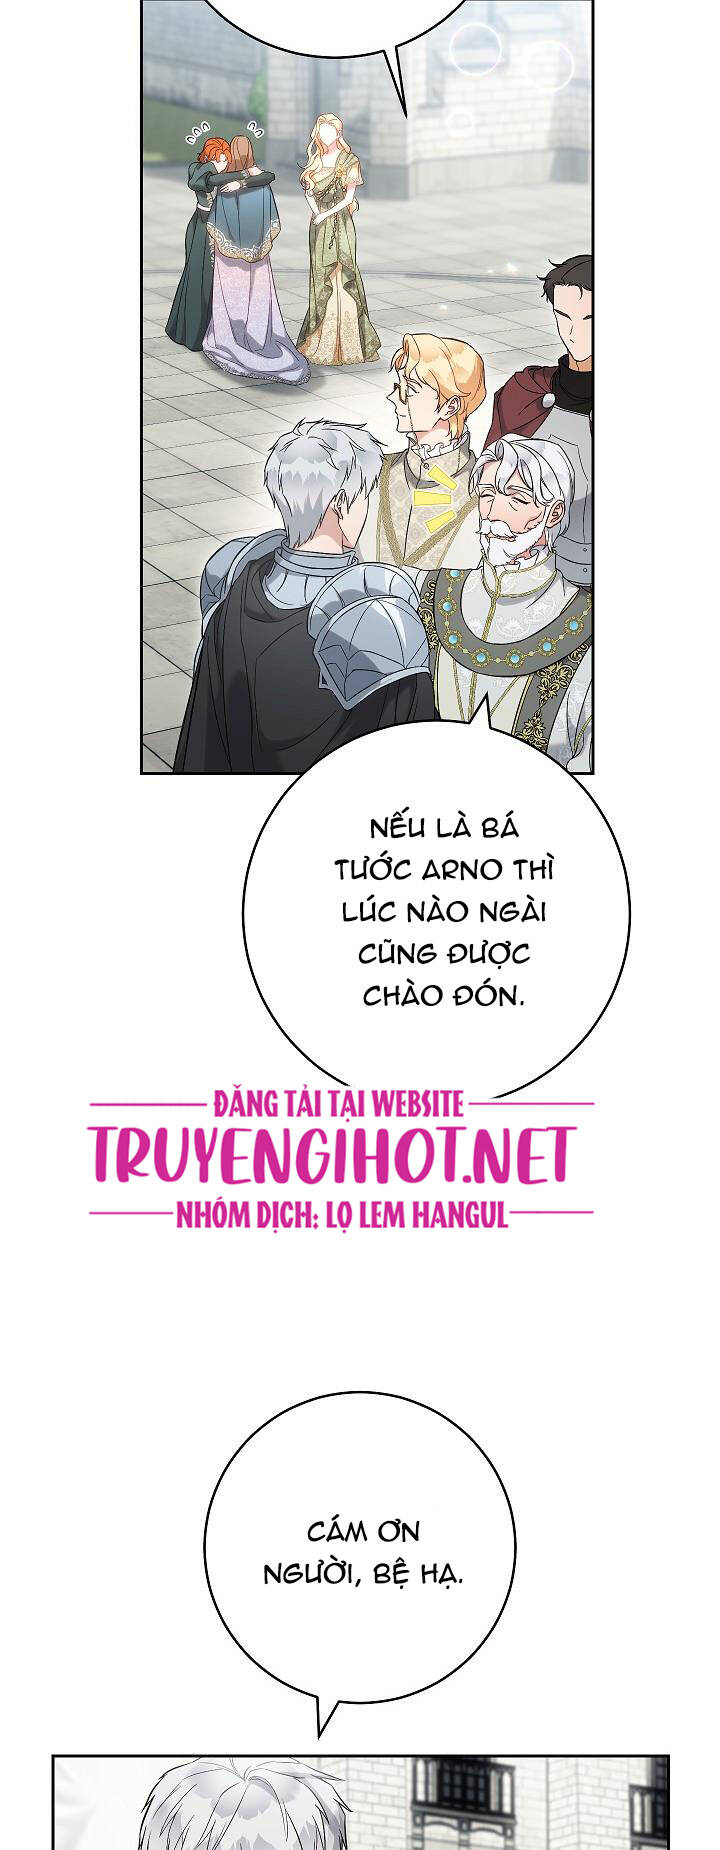 NẾU LÀ BÁ
TƯỚC ARNO THÌ
LÚC NÀO NGÀI
CŨNG ĐƯỢC
CHÀO ĐÓN.
ĐĂNG TẢI TẠI WEBSITE
TRUYENGIHOT.NET
NHÓM DỊCH: LỌ LEM HANGUL
CÁM ƠN
NGƯỜI, BỆ HẠ.